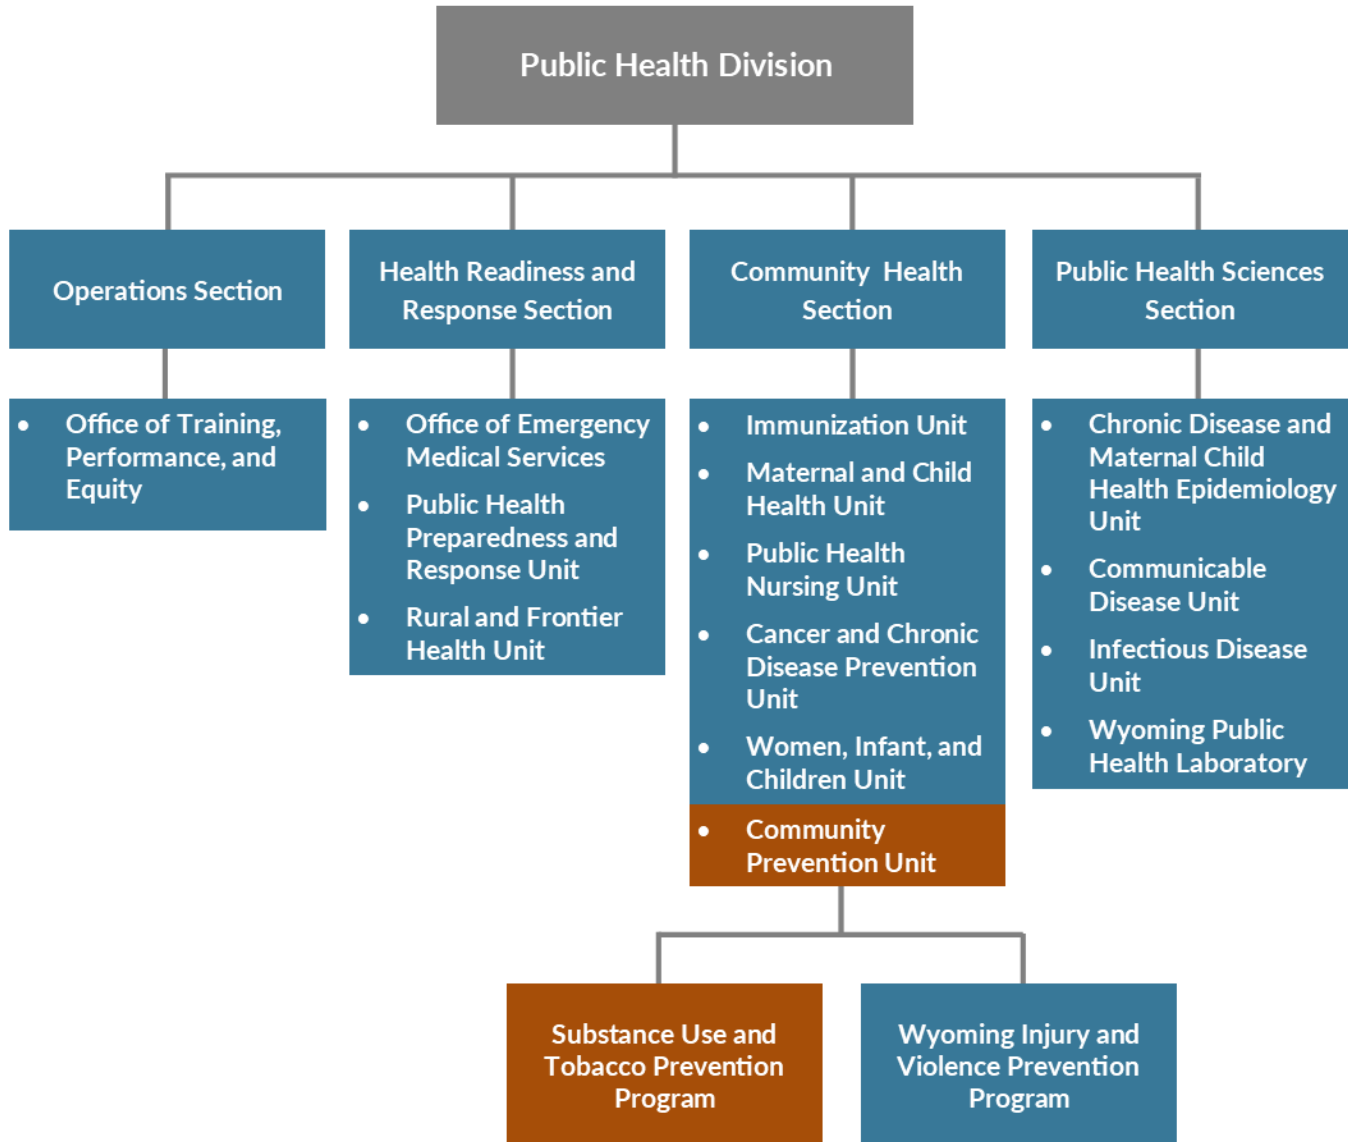 Public Health Division
Operations Section
Health Readiness and
Response Section
Community Health
Section
Public Health Sciences
Section
• Office of Training,
Performance, and
Equity
• Office of Emergency
Medical Services
• Public Health
Preparedness and
Response Unit
• Rural and Frontier
Health Unit
• Immunization Unit
• Maternal and Child
Health Unit
• Public Health
Nursing Unit
• Cancer and Chronic
Disease Prevention
Unit
• Women, Infant, and
Children Unit
• Community
Prevention Unit
• Chronic Disease and
Maternal Child
Health Epidemiology
Unit
• Communicable
Disease Unit
• Infectious Disease
Unit
• Wyoming Public
Health Laboratory
Substance Use and
Tobacco Prevention
Program
Wyoming Injury and
Violence Prevention
Program